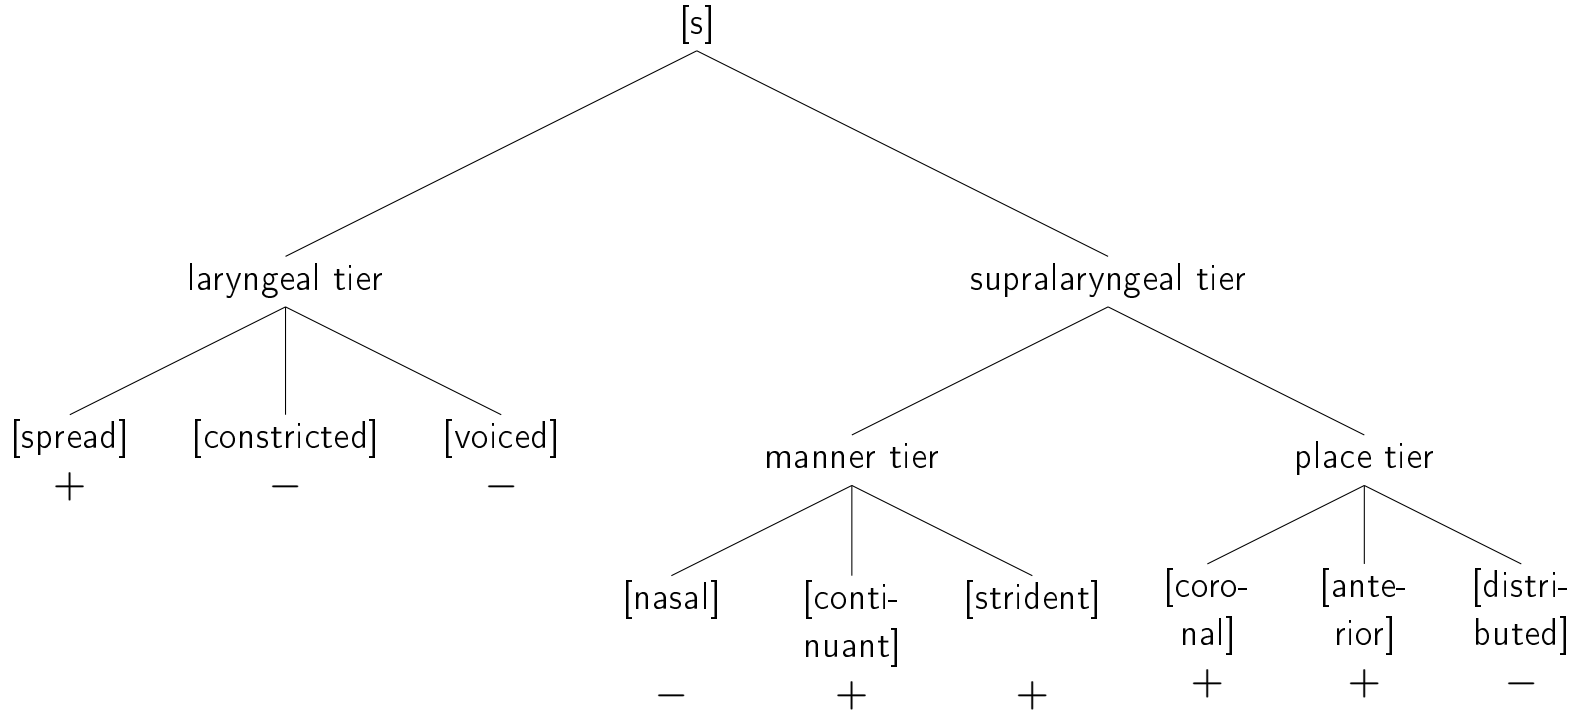 [s]
laryngeal tier supralaryngeal tier
[spread] [constricted] [voiced]
+ − −
manner tier place tier
[nasal] [conti- [strident] [coro- [ante- [distri-
nuant] nal] rior] buted]
− + + + + −